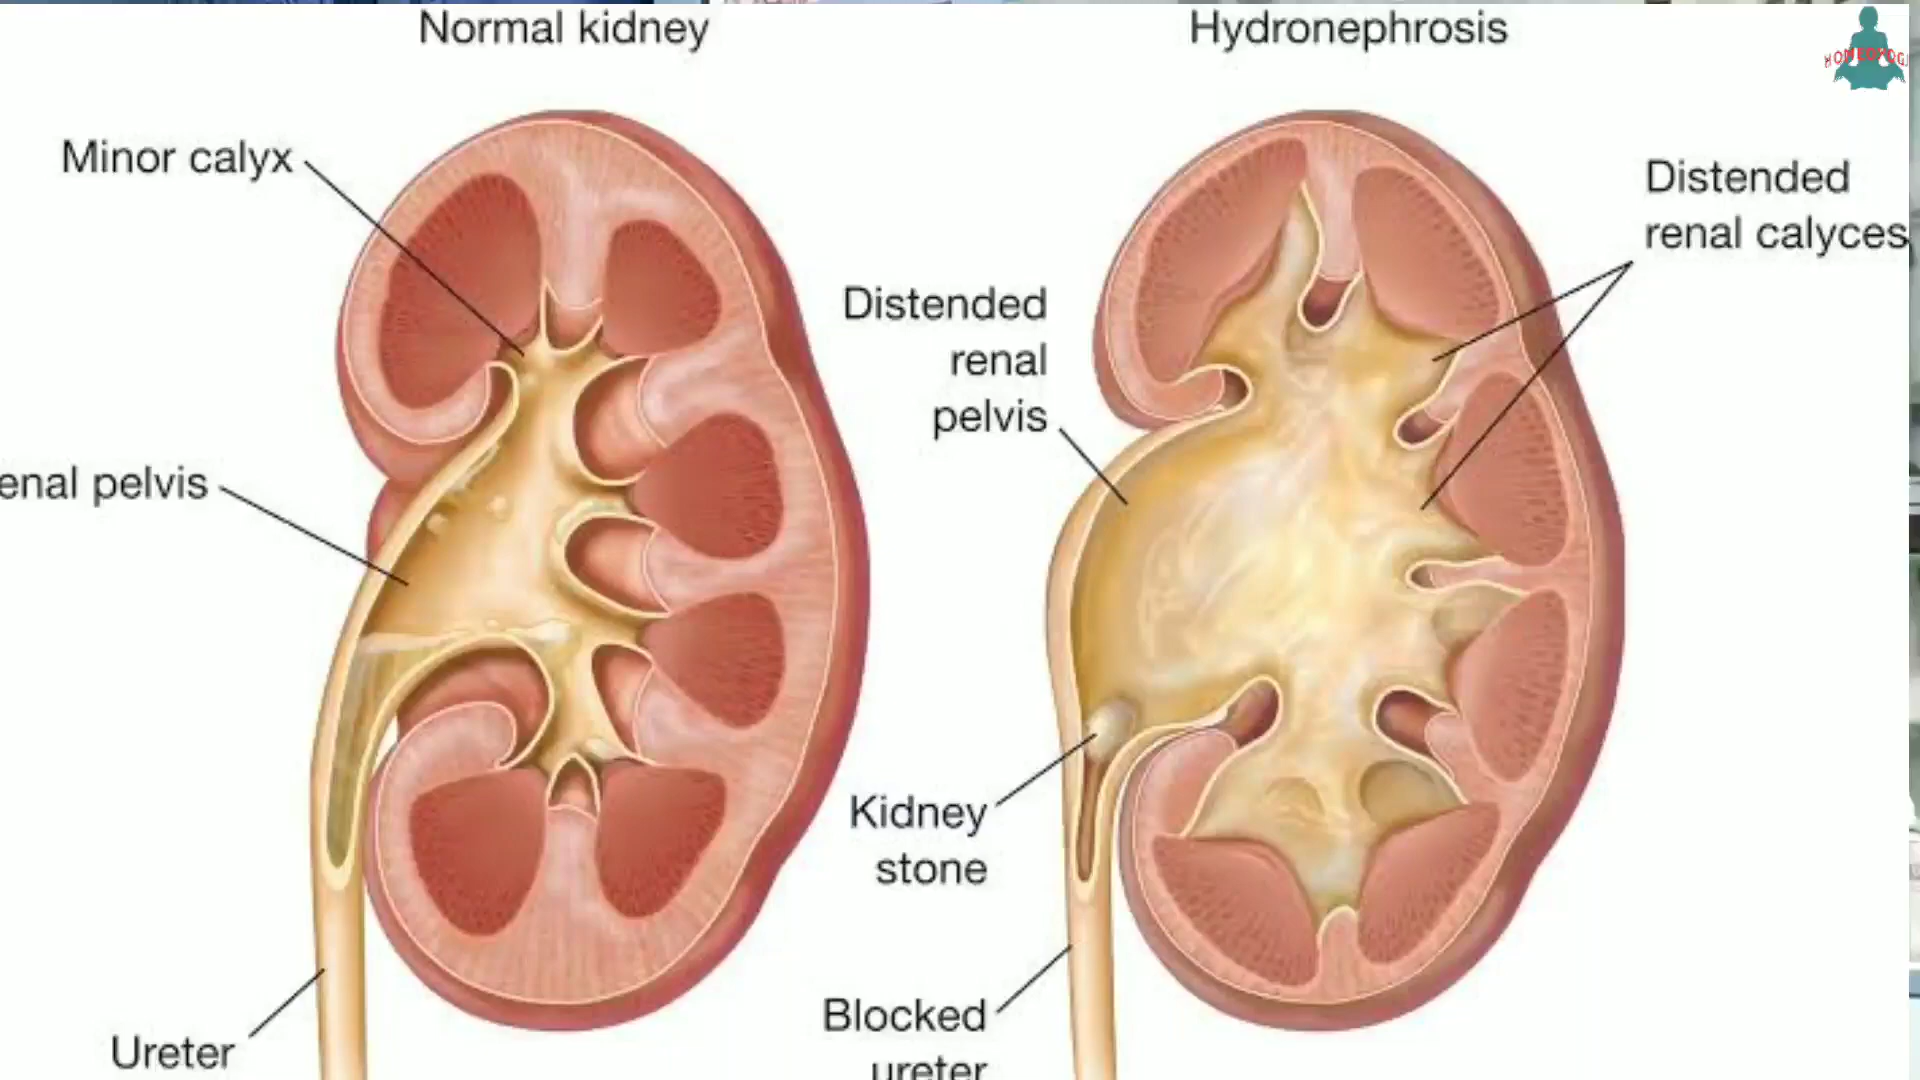 Normal kidney
Hydronephrosis
Minor calyx
enal pelvis
Ureter
Distended
renal
pelvis
Distended
renal calyces
Kidney
stone
Blocked
ureter